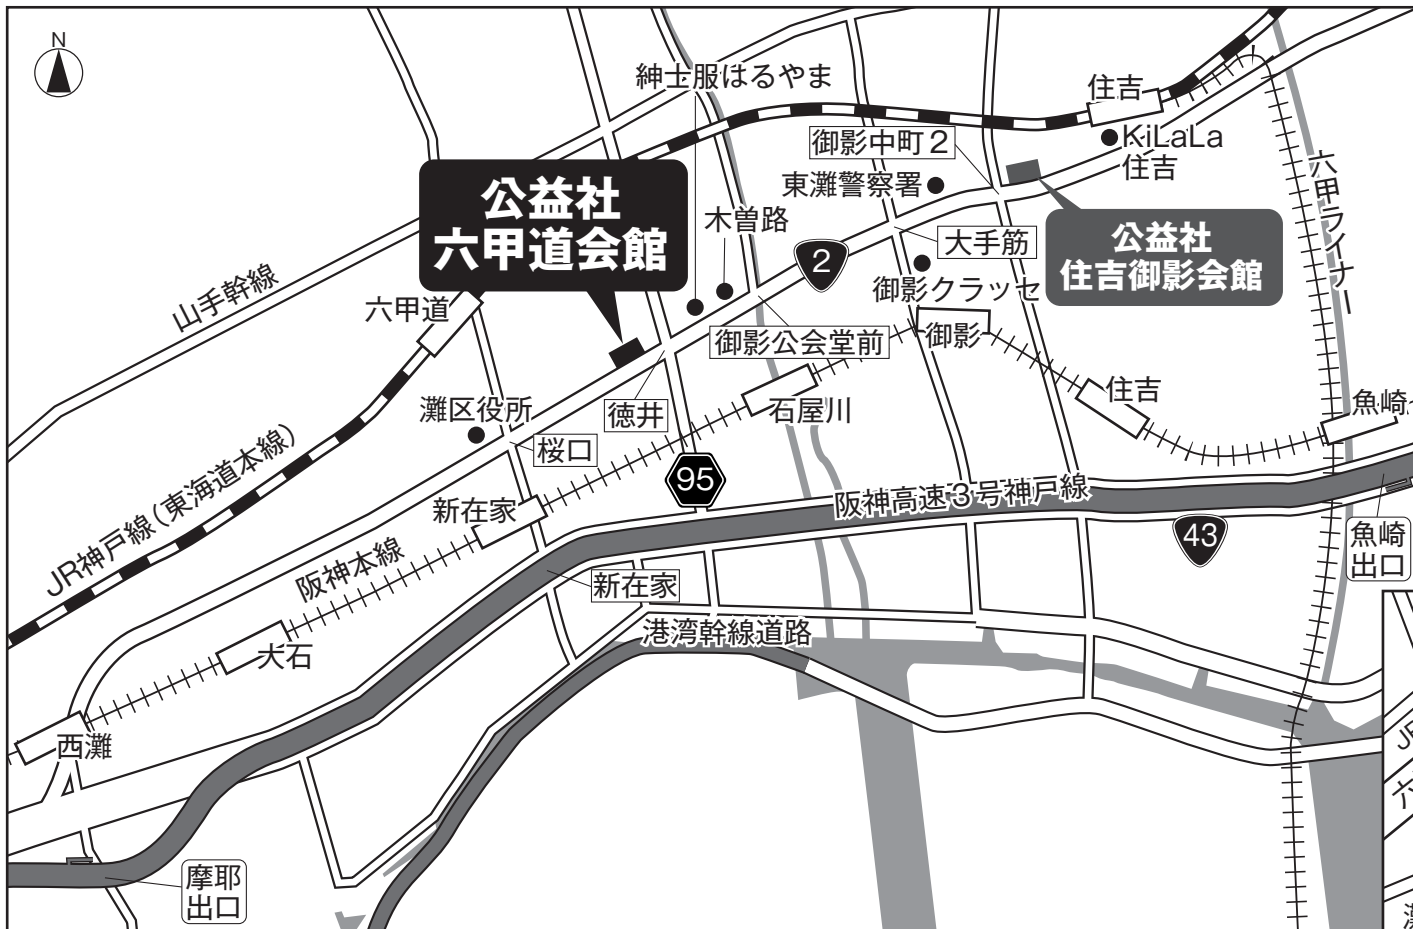 N
紳士服はるやま
住吉
KiLaLa
住吉
御影中町2
東灘警察署
公益社
六甲道会館
木曽路
大手筋
公益社
住吉御影会館
六甲ライナー
2
山手幹線
六甲道
御影クラッセ
御影
御影公会堂前
住吉
魚崎
灘区役所
徳井
石屋川
桜口
95
JR神戸線(東海道本線)
新在家
阪神高速3号神戸線
43
魚崎
出口
阪神本線
新在家
港湾幹線道路
大石
西灘
摩耶
出口